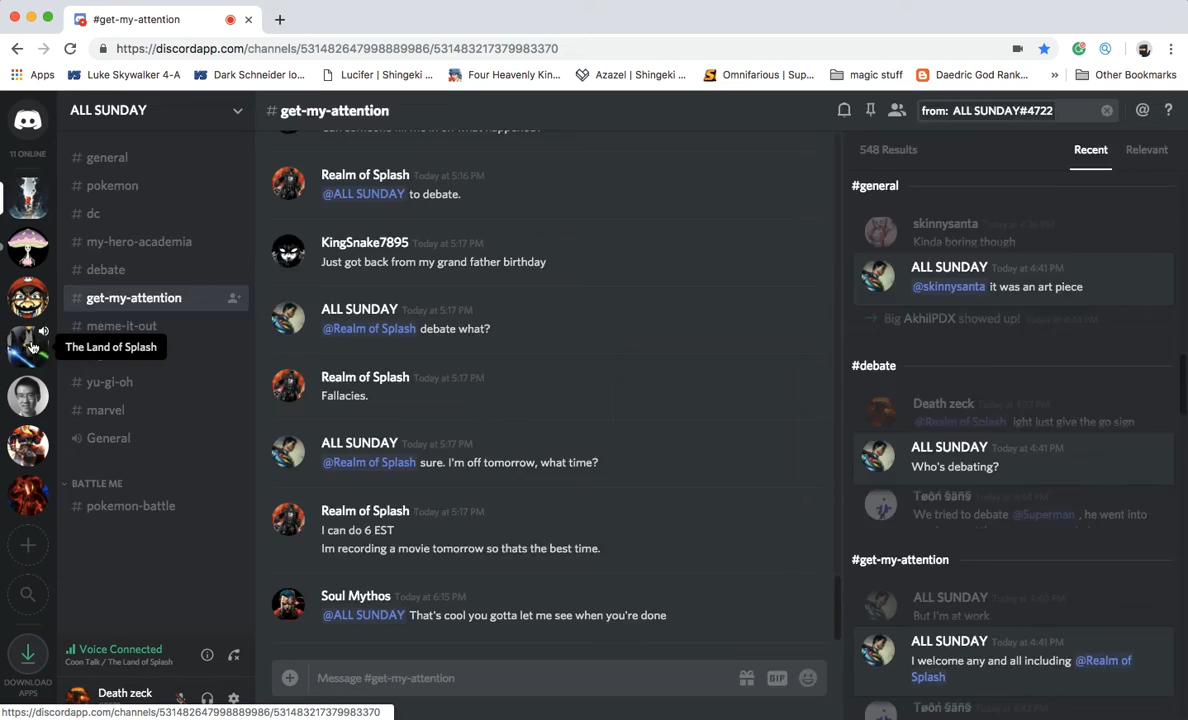 #get-my-attention
https://discordapp.com/channels/531482647998889986/531483217379983370
Apps
Luke Skywalker 4-A
Dark Schneider lo...
Lucifer | Shingeki ...
Four Heavenly Kin...
Azazel | Shingeki ...
Omnifarious | Sup...
magic stuff
Daedric God Rank...
»
Other Bookmarks
11 ONLINE
The Land of Splash
DOWNLOAD
APPS
ALL SUNDAY
# general
# pokemon
# dc
# my-hero-academia
# debate
# get-my-attention
# meme-it-out
# yu-gi-oh
# marvel
General
BATTLE ME
# pokemon-battle
Voice Connected
Coon Talk / The Land of Splash
Death zeck
https://discordapp.com/channels/531482647998889986/531483217379983370
# get-my-attention
Realm of Splash Today at 5:16 PM
@ALL SUNDAY to debate.
KingSnake7895 Today at 5:17 PM
Just got back from my grand father birthday
ALL SUNDAY Today at 5:17 PM
@Realm of Splash debate what?
Realm of Splash Today at 5:17 PM
Fallacies.
ALL SUNDAY Today at 5:17 PM
@Realm of Splash sure. I'm off tomorrow, what time?
Realm of Splash Today at 5:17 PM
I can do 6 EST
Im recording a movie tomorrow so thats the best time.
Soul Mythos Today at 6:15 PM
@ALL SUNDAY That's cool you gotta let me see when you're done
Message #get-my-attention
GIF
from: ALL SUNDAY#4722
548 Results
Recent
Relevant
#general
skinnysanta Today at
Kinda boring though
ALL SUNDAY Today at 4:41 PM
@skinnysanta it was an art piece
Big AkhilPDX showed up!
#debate
Death zeck
@Realm of Splash ight just give the go sign
ALL SUNDAY Today at 4:41 PM
Who's debating?
We tried to debate @Superman , he went into
#get-my-attention
ALL SUNDAY Today at
But I'm at work
ALL SUNDAY Today at 4:41 PM
I welcome any and all including @Realm of
Splash